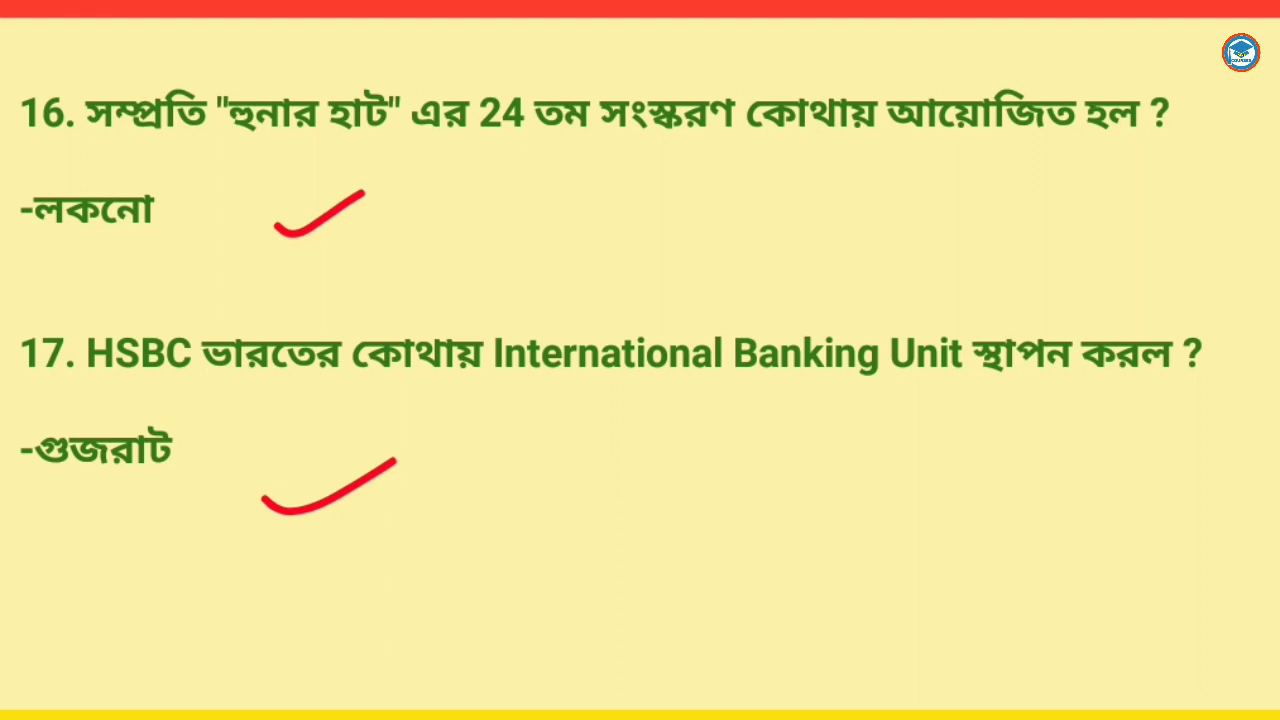 16. সম্প্রতি "হুনার হাট" এর 24 তম সংস্করণ কোথায় আয়োজিত হল ?
-লকনো
17. HSBC ভারতের কোথায় International Banking Unit স্থাপন করল ?
-গুজরাট